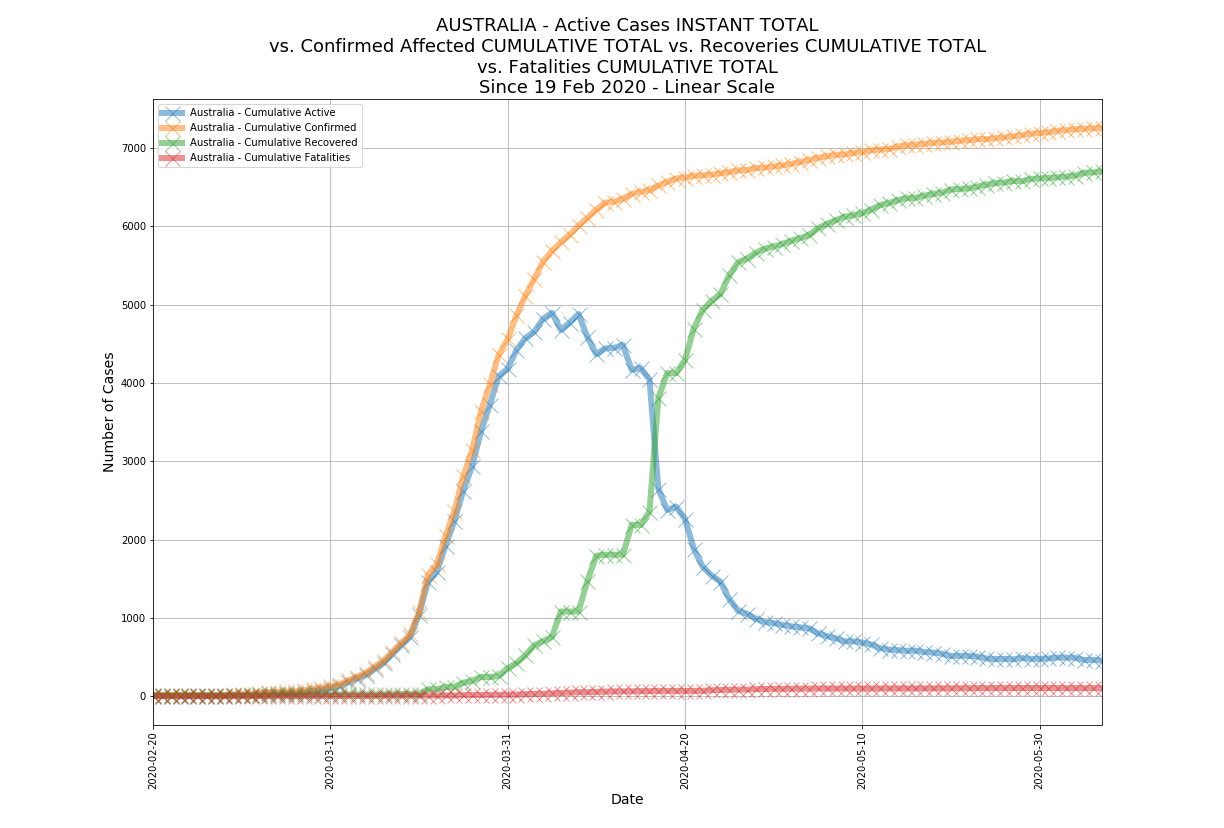 AUSTRALIA - Active Cases INSTANT TOTAL
vs. Confirmed Affected CUMULATIVE TOTAL vs. Recoveries CUMULATIVE TOTAL
vs. Fatalities CUMULATIVE TOTAL
Since 19 Feb 2020 - Linear Scale
Australia - Cumulative Active
Australia - Cumulative Confirmed
Australia - Cumulative Recovered
Australia - Cumulative Fatalities
Number of Cases
7000
6000
5000
4000
3000
2000
1000
0
2020-02-20
2020-03-11
2020-03-31
2020-04-20
2020-05-10
2020-05-30
Date